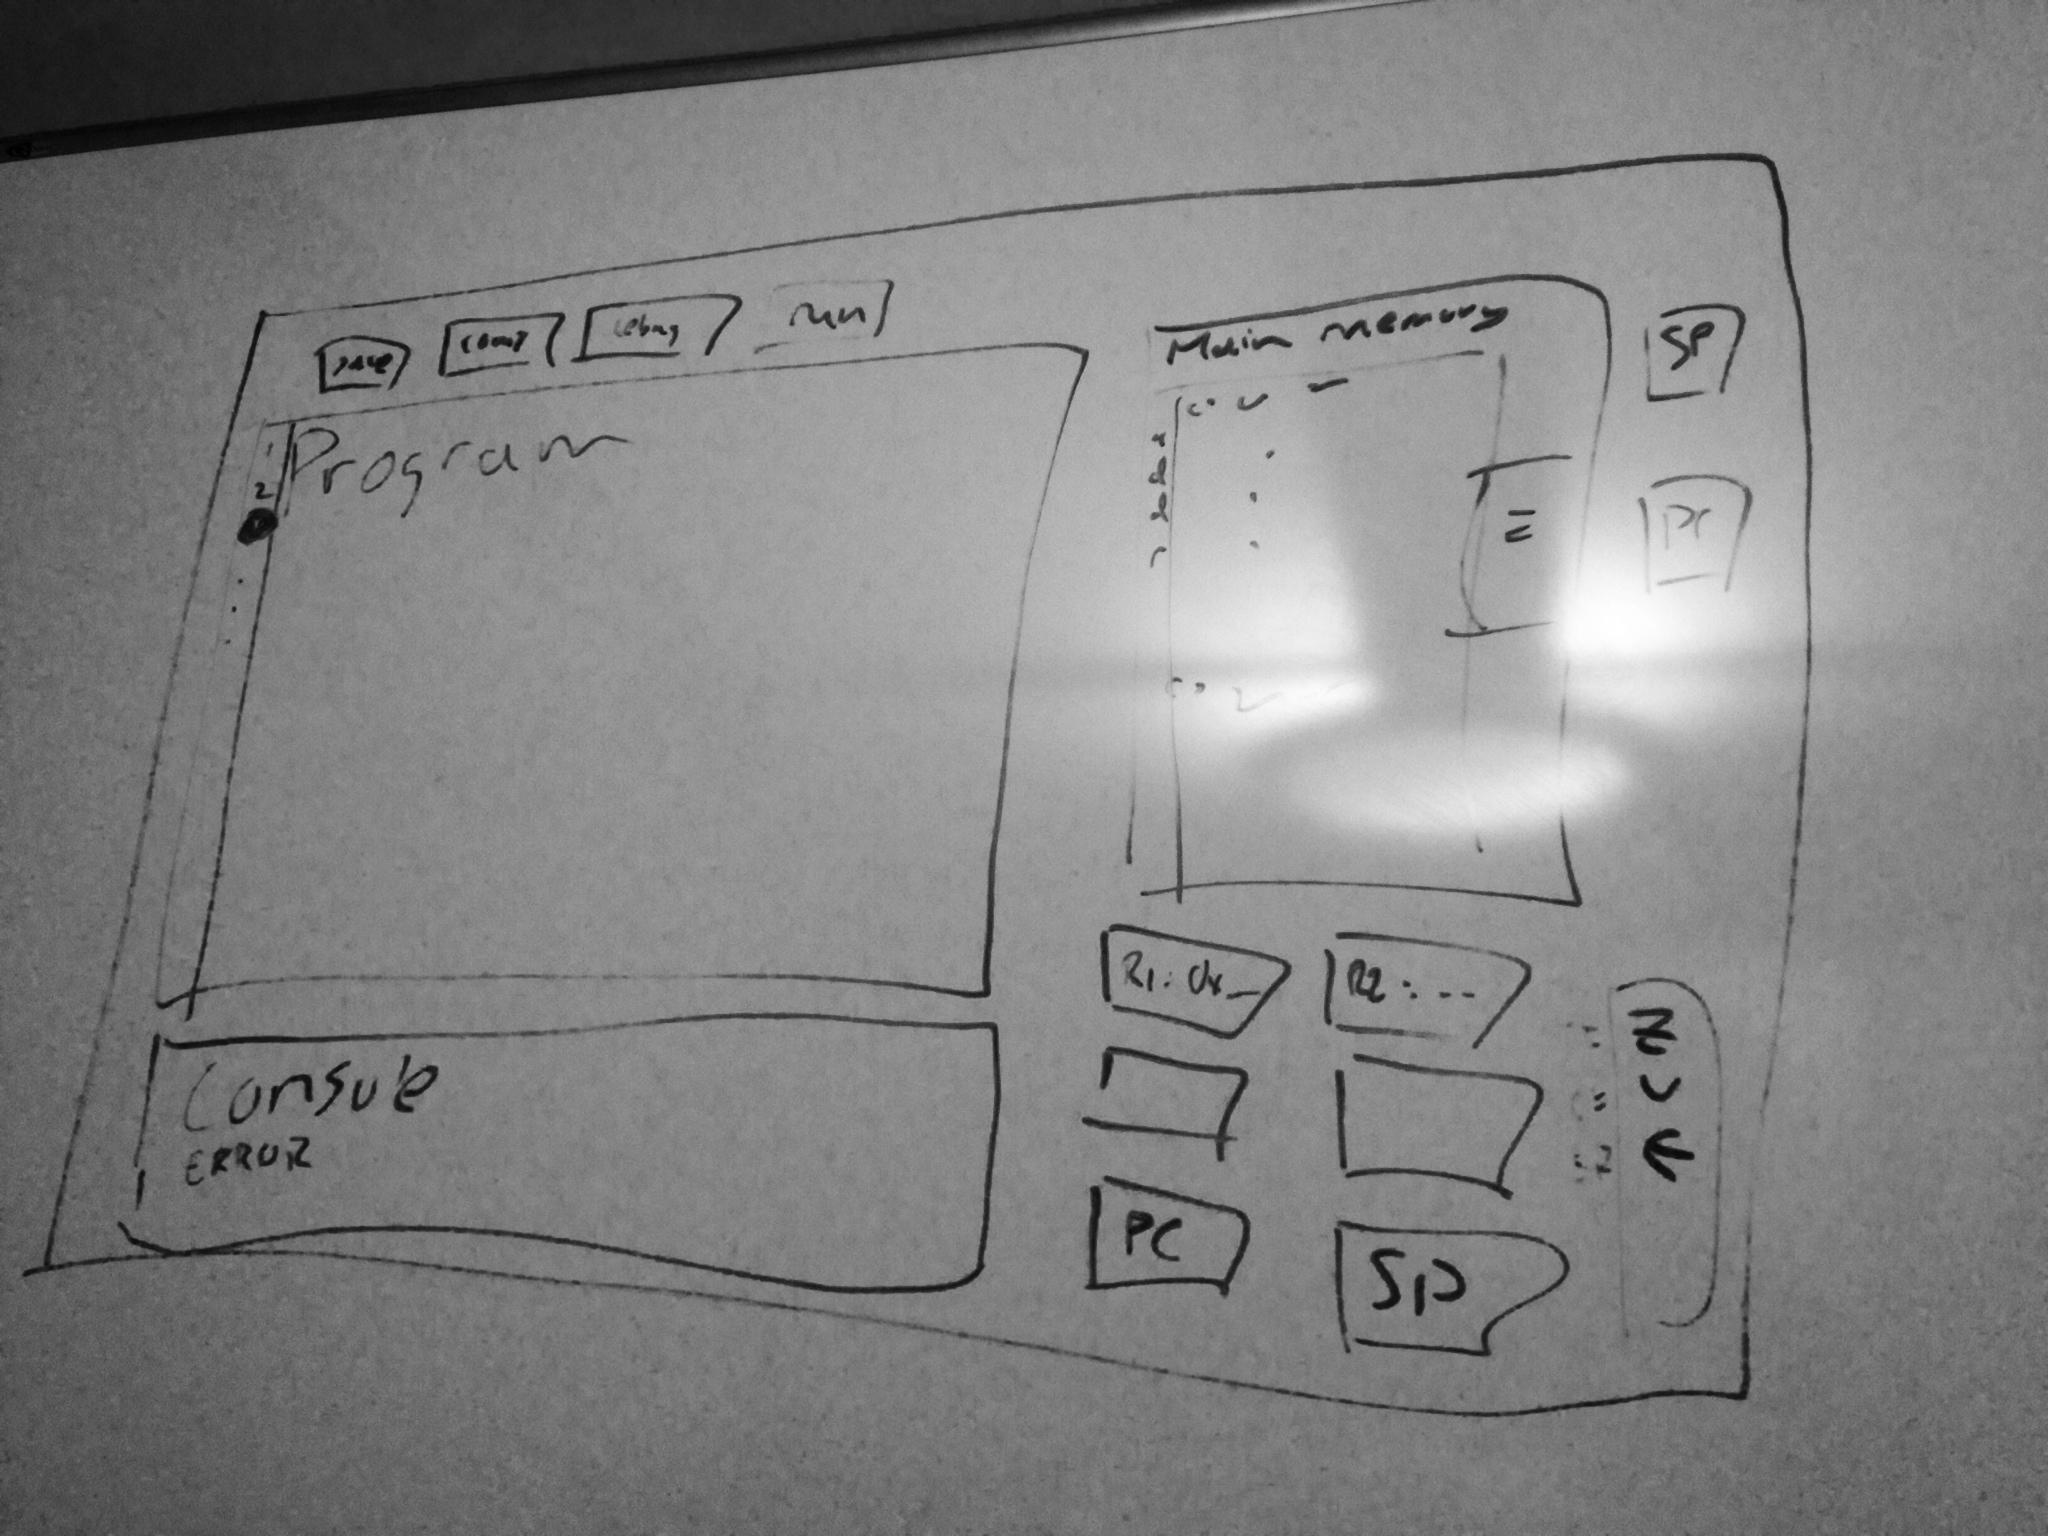 save comp debug run
1 Program
2
Console
ERROR
Main memory
SP
PC
R1: 0x_ R2: ...
PC SP
N
C